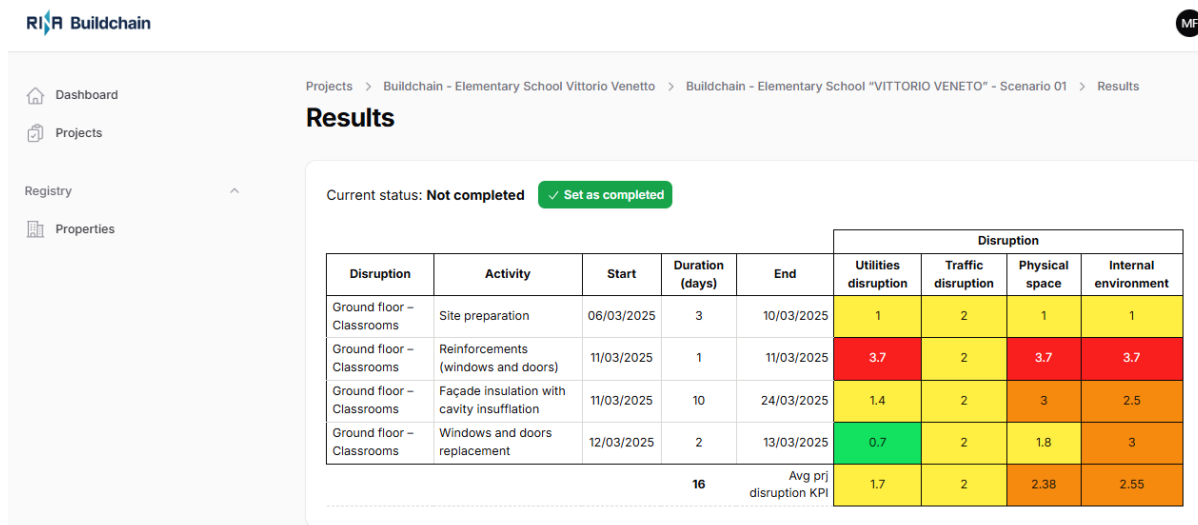 RINA Buildchain
MF
Dashboard
Projects
Registry
Properties
Projects > Buildchain - Elementary School Vittorio Venetto > Buildchain - Elementary School "VITTORIO VENETO" - Scenario 01 > Results
Results
Current status: Not completed ✓ Set as completed
Disruption
Disruption Activity Start Duration (days) End Utilities disruption Traffic disruption Physical space Internal environment
Ground floor – Classrooms Site preparation 06/03/2025 3 10/03/2025 1 2 1 1
Ground floor – Classrooms Reinforcements (windows and doors) 11/03/2025 1 11/03/2025 3.7 2 3.7 3.7
Ground floor – Classrooms Façade insulation with cavity insufflation 11/03/2025 10 24/03/2025 1.4 2 3 2.5
Ground floor – Classrooms Windows and doors replacement 12/03/2025 2 13/03/2025 0.7 2 1.8 3
16 Avg prj disruption KPI 1.7 2 2.38 2.55